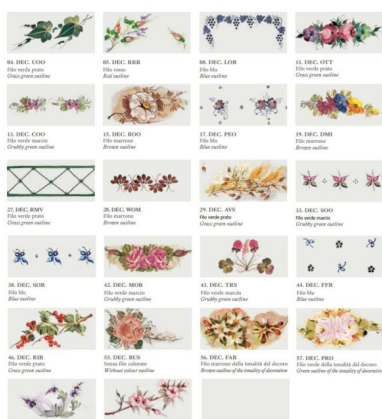 04. DEC. UOO
Filo verde prato
Grass green outline
05. DEC. RRR
Filo rosso
Red outline
08. DEC. LOB
Filo blu
Blue outline
11. DEC. OTT
Filo verde prato
Grass green outline
13. DEC. COO
Filo verde marcio
Grubby green outline
15. DEC. ROO
Filo marrone
Brown outline
17. DEC. PEO
Filo blu
Blue outline
19. DEC. DMI
Filo marrone
Brown outline
27. DEC. RMV
Filo verde prato
Grass green outline
28. DEC. WOM
Filo marrone
Brown outline
29. DEC. AVS
Filo verde prato
Grass green outline
33. DEC. SOO
Filo verde marcio
Grubby green outline
38. DEC. SOB
Filo blu
Blue outline
42. DEC. MOR
Filo verde marcio
Grubby green outline
43. DEC. TRS
Filo verde marcio
Grubby green outline
44. DEC. FFB
Filo blu
Blue outline
46. DEC. RIB
Filo verde prato
Grass green outline
55. DEC. RUS
Senza filo colorato
Without colour outline
56. DEC. FAR
Filo marrone della tonalità del decoro
Brown outline of the tonality of decoration
57. DEC. PRO
Filo verde della tonalità del decoro
Green outline of the tonality of decoration